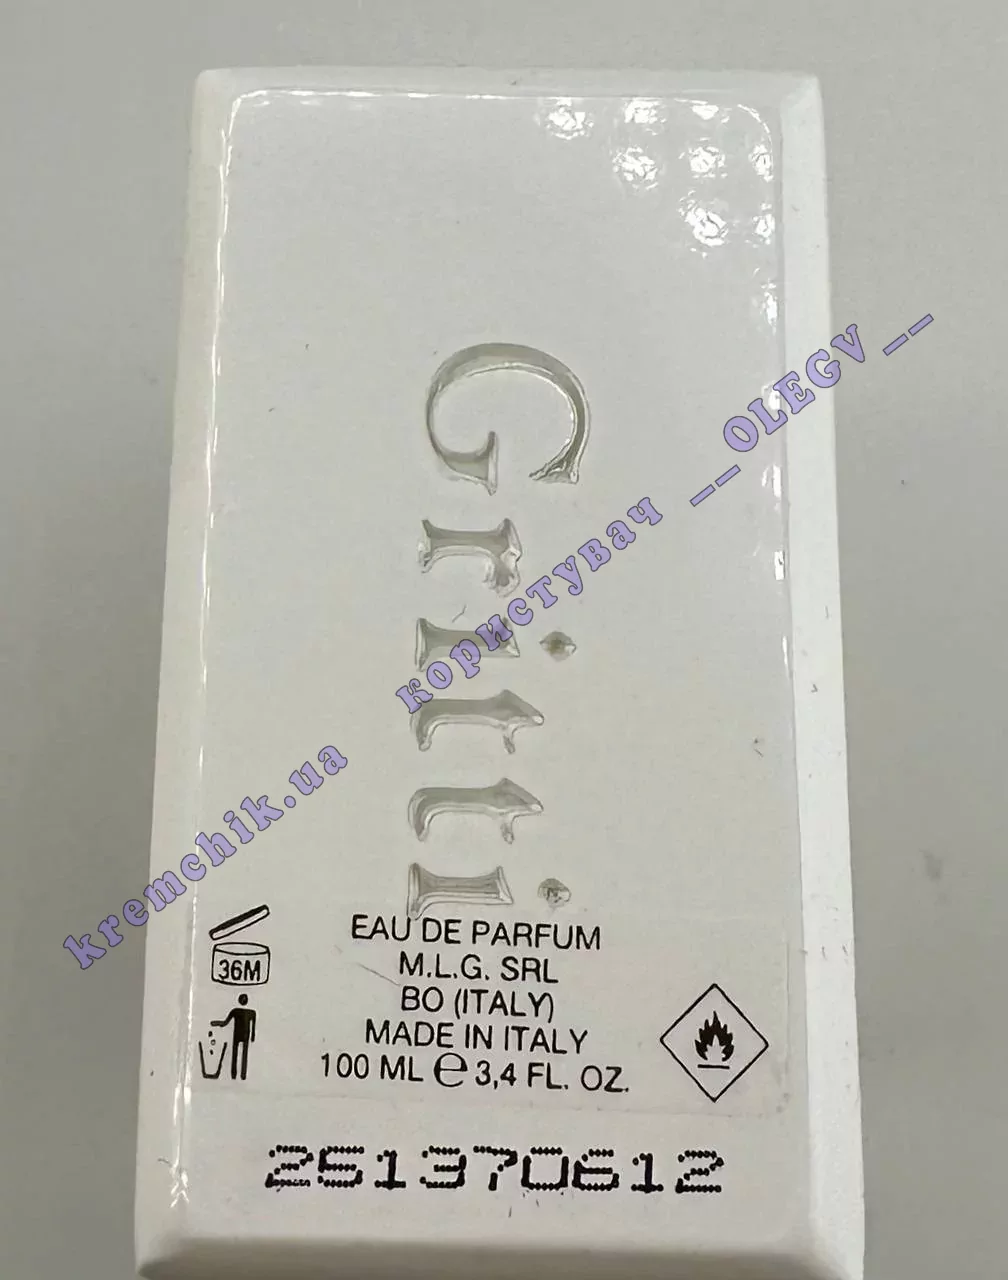 Gritti
EAU DE PARFUM
M.L.G. SRL
BO (ITALY)
MADE IN ITALY
100 ML e 3,4 FL. OZ.
36M
251370612
kremchik.ua користувач __OLEGV__